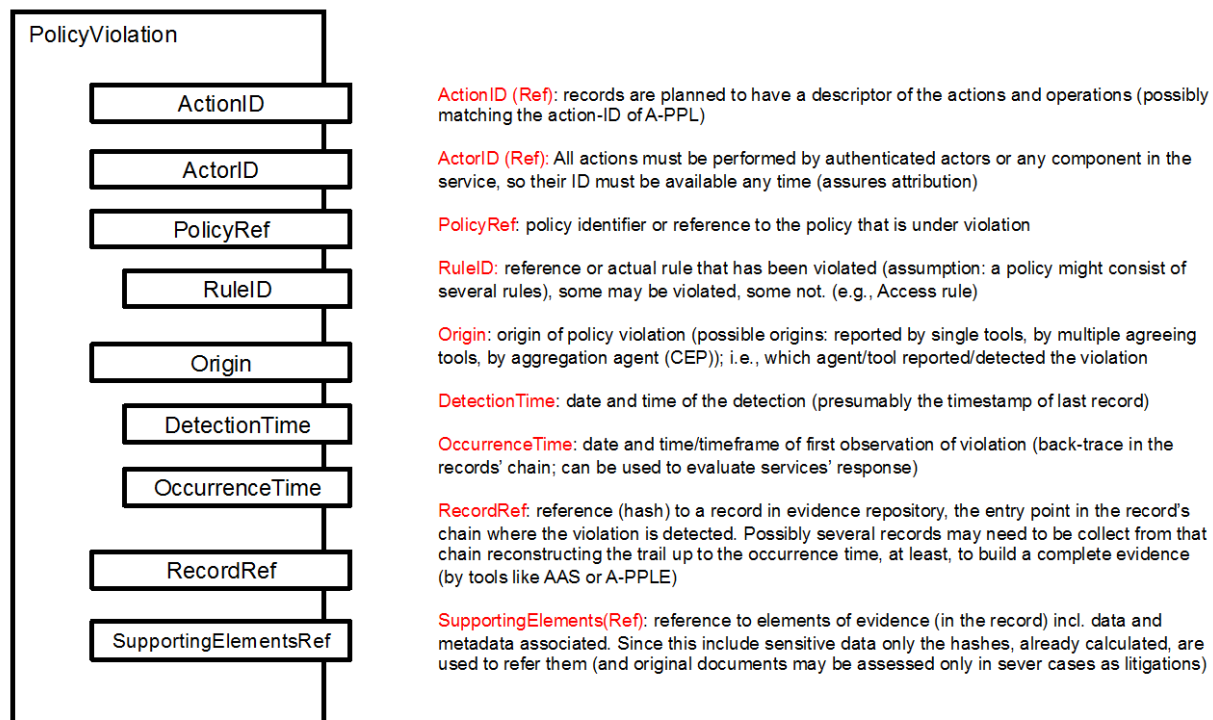 PolicyViolation
ActionID
ActorID
PolicyRef
RuleID
Origin
DetectionTime
OccurrenceTime
RecordRef
SupportingElementsRef
ActionID (Ref): records are planned to have a descriptor of the actions and operations (possibly
matching the action-ID of A-PPL)
ActorID (Ref): All actions must be performed by authenticated actors or any component in the
service, so their ID must be available any time (assures attribution)
PolicyRef: policy identifier or reference to the policy that is under violation
RuleID: reference or actual rule that has been violated (assumption: a policy might consist of
several rules), some may be violated, some not. (e.g., Access rule)
Origin: origin of policy violation (possible origins: reported by single tools, by multiple agreeing
tools, by aggregation agent (CEP)); i.e., which agent/tool reported/detected the violation
DetectionTime: date and time of the detection (presumably the timestamp of last record)
OccurrenceTime: date and time/timeframe of first observation of violation (back-trace in the
records' chain; can be used to evaluate services' response)
RecordRef: reference (hash) to a record in evidence repository, the entry point in the record's
chain where the violation is detected. Possibly several records may need to be collect from that
chain reconstructing the trail up to the occurrence time, at least, to build a complete evidence
(by tools like AAS or A-PPLE)
SupportingElements(Ref): reference to elements of evidence (in the record) incl. data and
metadata associated. Since this include sensitive data only the hashes, already calculated, are
used to refer them (and original documents may be assessed only in sever cases as litigations)